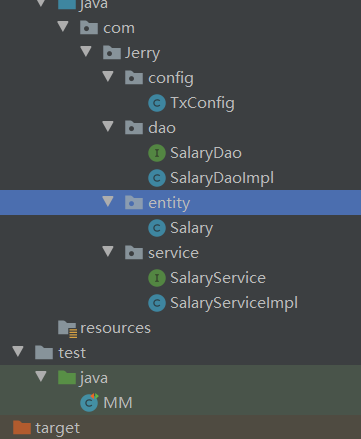 java
com
Jerry
config
TxConfig
dao
SalaryDao
SalaryDaoImpl
entity
Salary
service
SalaryService
SalaryServiceImpl
resources
test
java
MM
target